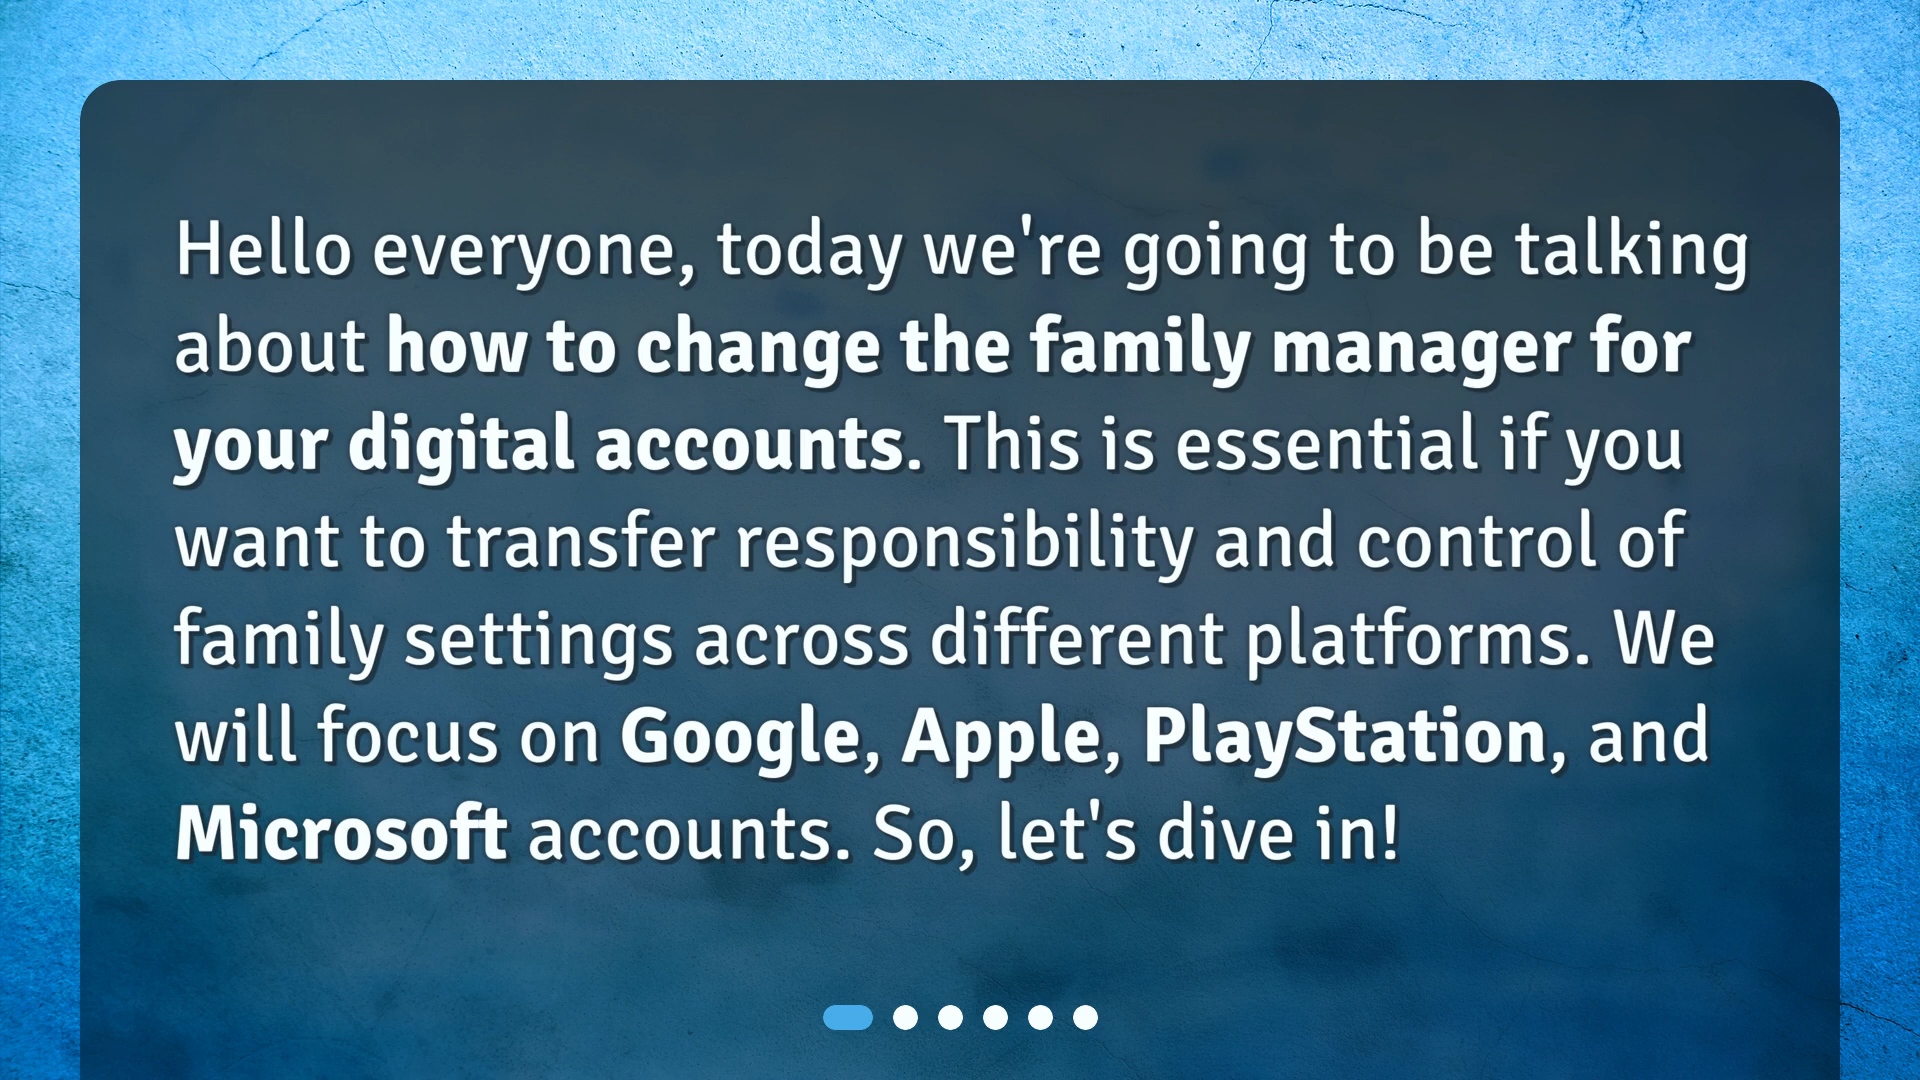 Hello everyone, today we're going to be talking
about how to change the family manager for
your digital accounts. This is essential if you
want to transfer responsibility and control of
family settings across different platforms. We
will focus on Google, Apple, PlayStation, and
Microsoft accounts. So, let's dive in!